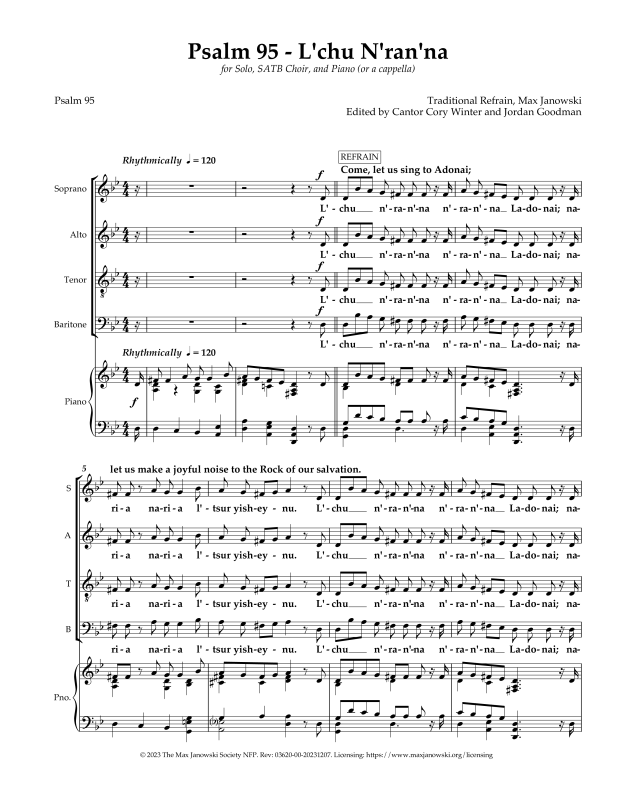 Psalm 95 - L'chu N'ran'na
for Solo, SATB Choir, and Piano (or a cappella)
Psalm 95
Traditional Refrain, Max Janowski
Edited by Cantor Cory Winter and Jordan Goodman
Rhythmically ♩ = 120
REFRAIN
Come, let us sing to Adonai;
Soprano
f
L' - chu n'-ra-n'-na n'-ra-n'-na La-do-nai; na-
Alto
f
L' - chu n'-ra-n'-na n'-ra-n'-na La-do-nai; na-
Tenor
f
L' - chu n'-ra-n'-na n'-ra-n'-na La-do-nai; na-
Baritone
f
L' - chu n'-ra-n'-na n'-ra-n'-na La-do-nai; na-
Rhythmically ♩ = 120
Piano
f
5
let us make a joyful noise to the Rock of our salvation.
S
ri-a na-ri-a l'-tsur yish-ey-nu. L'-chu n'-ra-n'-na n'-ra-n'-na La-do-nai; na-
A
ri-a na-ri-a l'-tsur yish-ey-nu. L'-chu n'-ra-n'-na n'-ra-n'-na La-do-nai; na-
T
ri-a na-ri-a l'-tsur yish-ey-nu. L'-chu n'-ra-n'-na n'-ra-n'-na La-do-nai; na-
B
ri-a na-ri-a l'-tsur yish-ey-nu. L'-chu n'-ra-n'-na n'-ra-n'-na La-do-nai; na-
Pno.
© 2023 The Max Janowski Society NFP. Rev: 03620-00-20231207. Licensing: https://www.maxjanowski.org/licensing